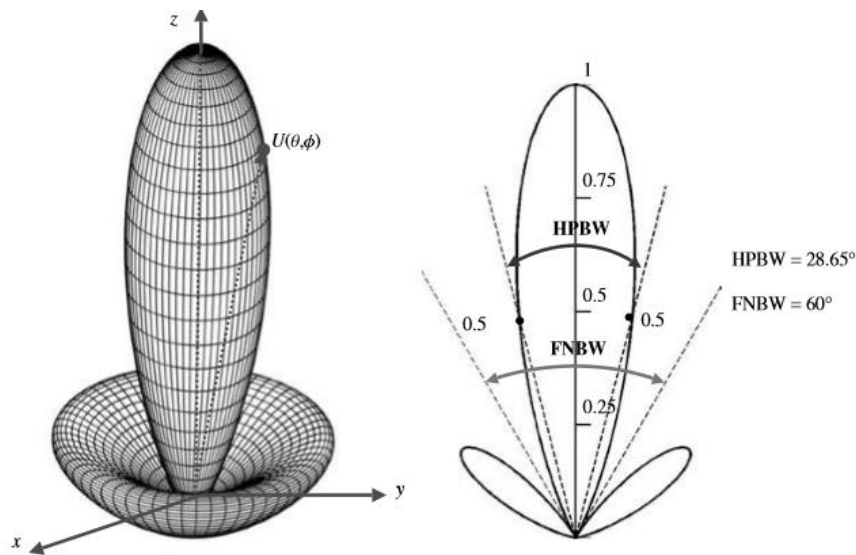 z
U(θ,ϕ)
y
x
1
0.75
HPBW
0.5
0.5
0.5
FNBW
0.25
HPBW = 28.65°
FNBW = 60°